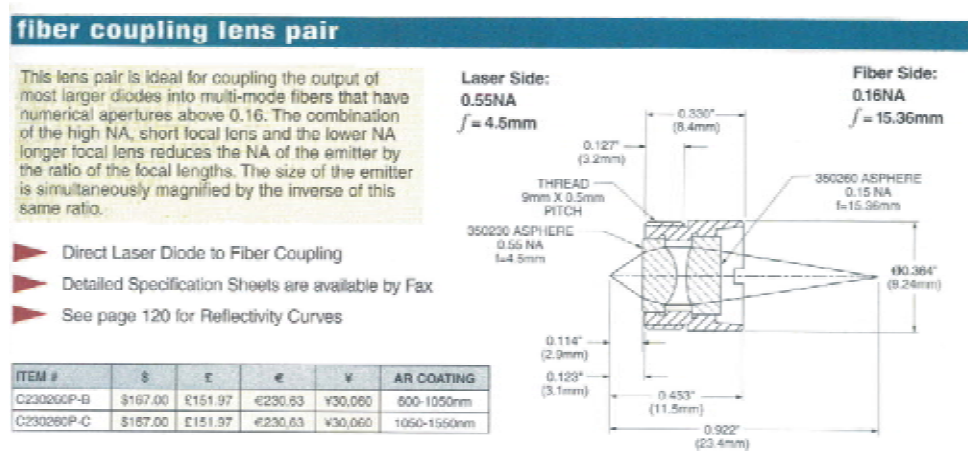 fiber coupling lens pair
This lens pair is ideal for coupling the output of
most larger diodes into multi-mode fibers that have
numerical apertures above 0.16. The combination
of the high NA, short focal lens and the lower NA
longer focal lens reduces the NA of the emitter by
the ratio of the focal lengths. The size of the emitter
is simultaneously magnified by the inverse of this
same ratio.
Direct Laser Diode to Fiber Coupling
Detailed Specification Sheets are available by Fax
See page 120 for Reflectivity Curves
ITEM # $ £ € ¥ AR COATING
C230260P-B $167.00 £151.97 €230,63 ¥30,060 600-1050nm
C230260P-C $167.00 £151.97 €230,63 ¥30,060 1050-1550nm
Laser Side:
0.55NA
f = 4.5mm
Fiber Side:
0.16NA
f = 15.36mm
0.330"
(8.4mm)
0.127"
(3.2mm)
THREAD
9mm X 0.5mm
PITCH
350230 ASPHERE
0.55 NA
f=4.5mm
350260 ASPHERE
0.15 NA
f=15.36mm
Ø0.364"
(9.24mm)
0.114"
(2.9mm)
0.123"
(3.1mm)
0.453"
(11.5mm)
0.922"
(23.4mm)